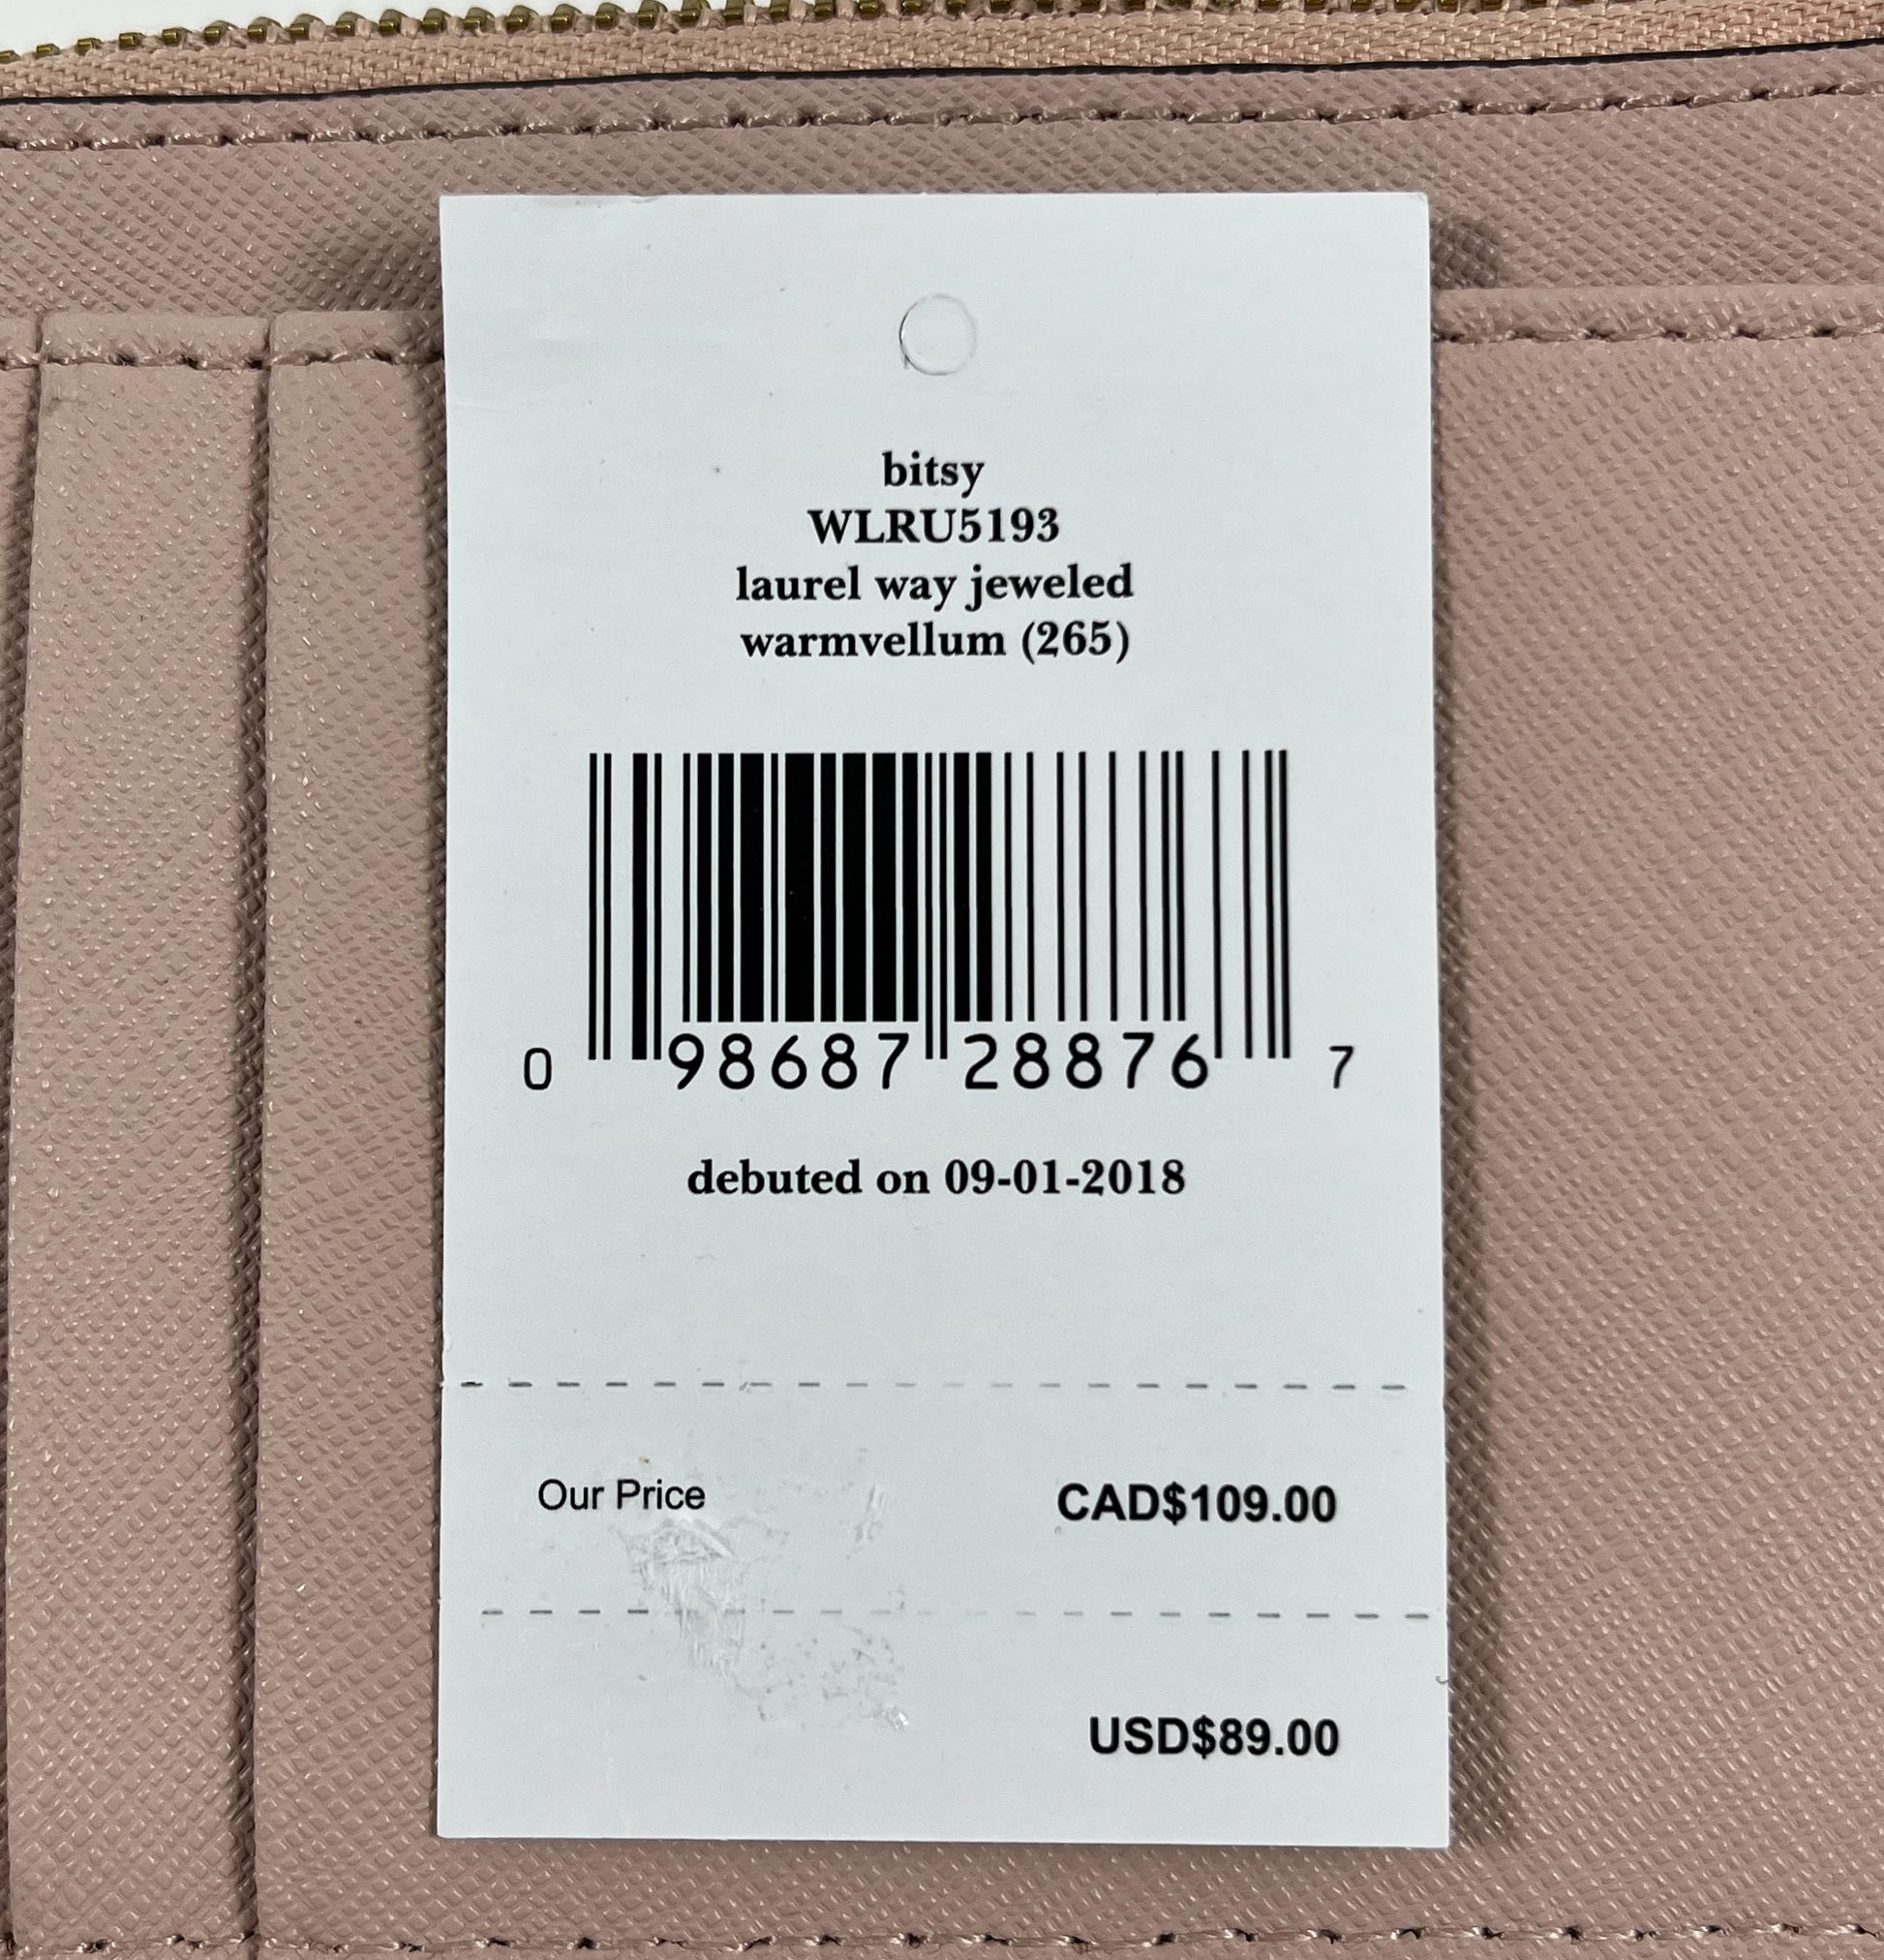 bitsy
WLRU5193
laurel way jeweled
warmvellum (265)
0 98687 28876 7
debuted on 09-01-2018
Our Price CAD$109.00
USD$89.00